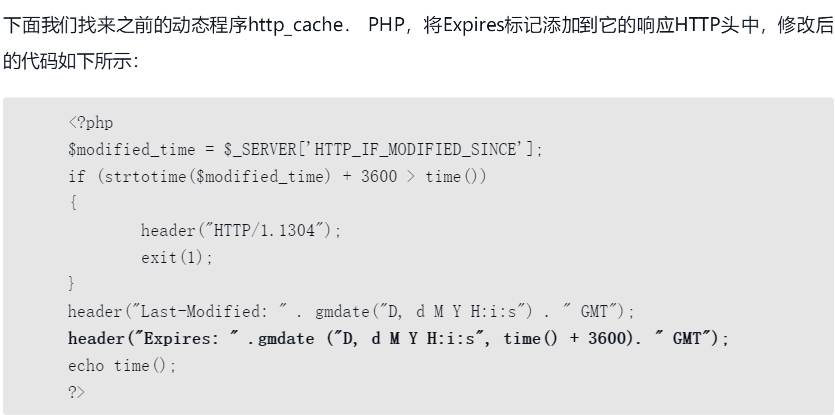 下面我们找来之前的动态程序http_cache． PHP，将Expires标记添加到它的响应HTTP头中，修改后
的代码如下所示：
<?php
$modified_time = $_SERVER['HTTP_IF_MODIFIED_SINCE'];
if (strtotime($modified_time) + 3600 > time())
{
header("HTTP/1.1304");
exit(1);
}
header("Last-Modified: " . gmdate("D, d M Y H:i:s") . " GMT");
header("Expires: " .gmdate ("D, d M Y H:i:s", time() + 3600). " GMT");
echo time();
?>